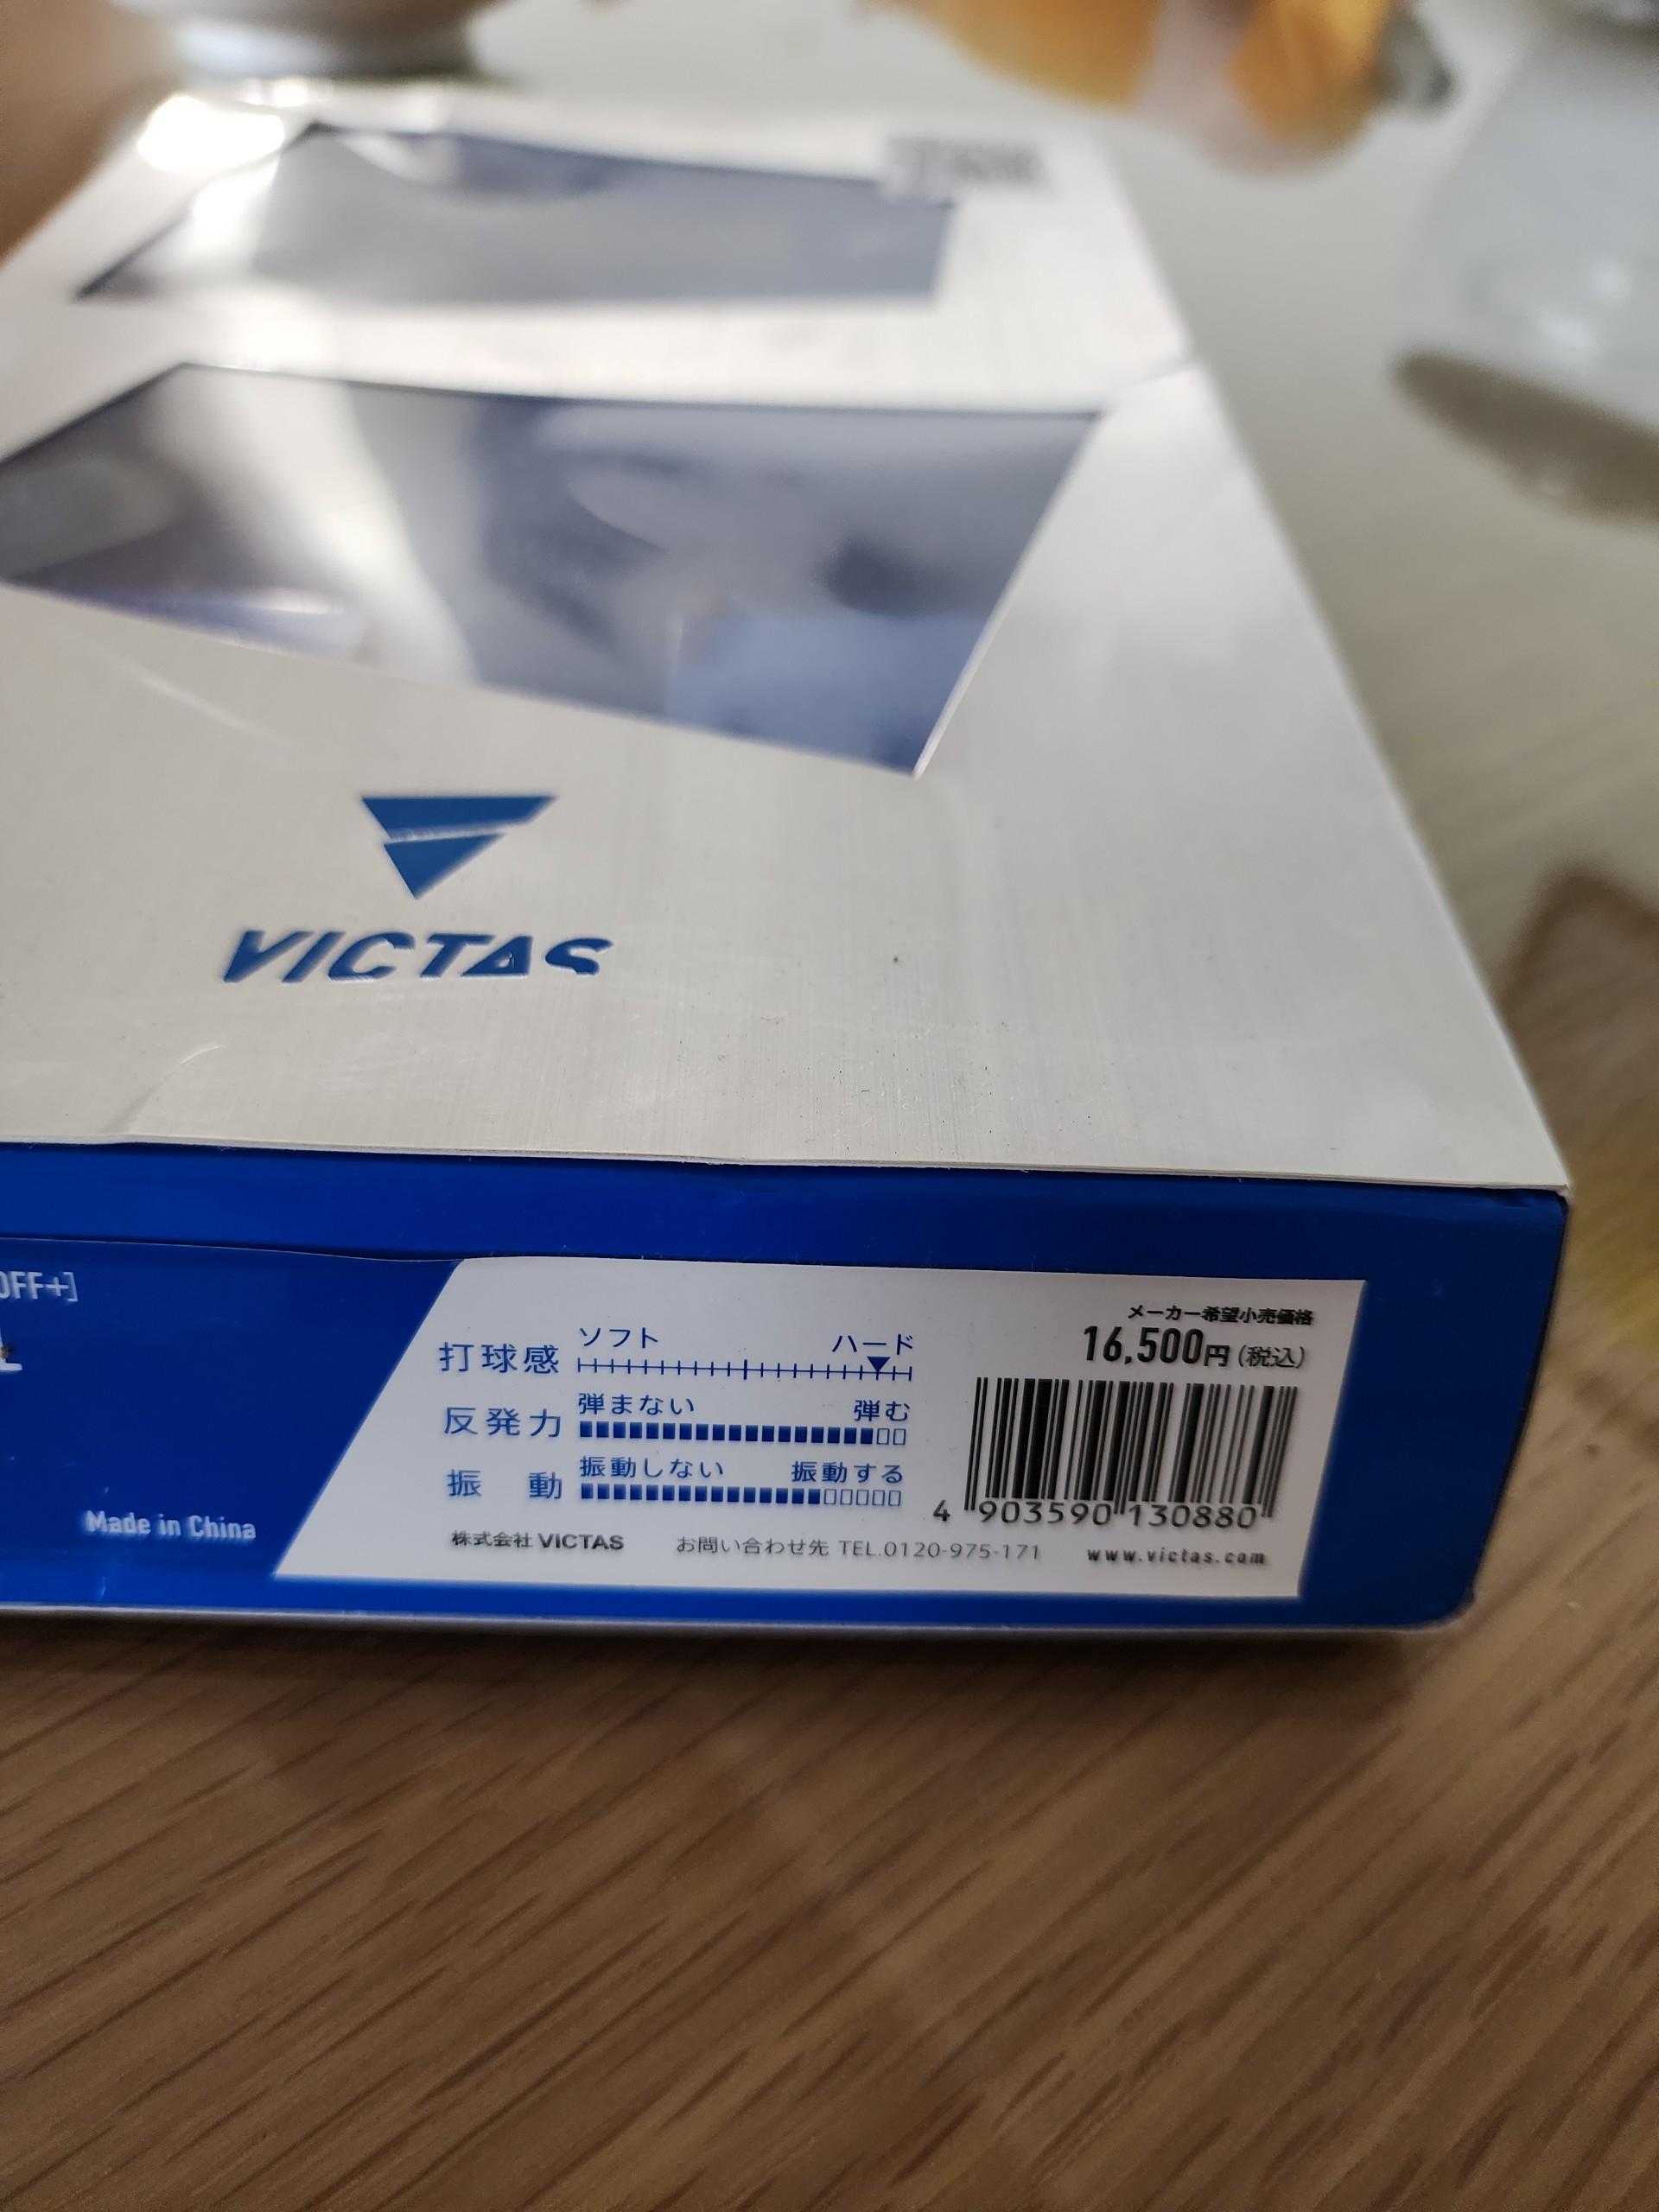 VICTAS
OFF+]
Made in China
メーカー希望小売価格
16,500円(税込)
打球感 ソフト ハード
反発力 弾まない 弾む
振動 振動しない 振動する
4 903590 130880
株式会社 VICTAS お問い合わせ先 TEL.0120-975-171 www.victas.com